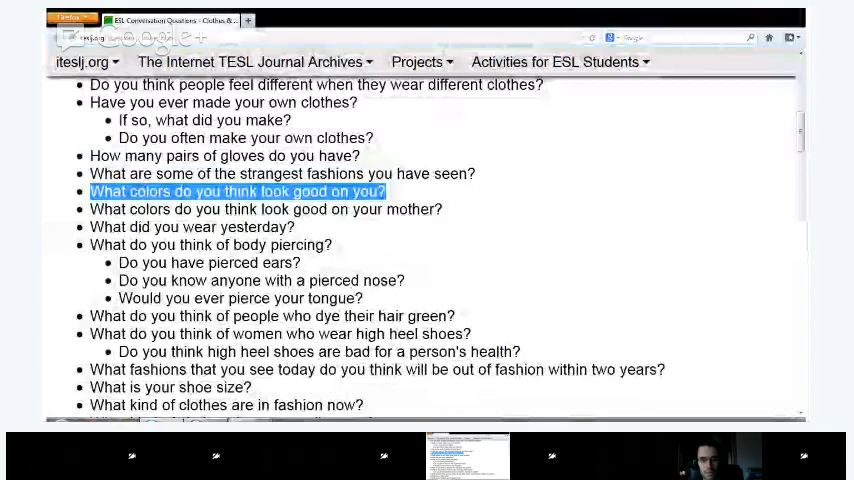 Firefox
ESL Conversation Questions - Clothes & ...
Google+
iteslj.org
Google
iteslj.org
The Internet TESL Journal Archives
Projects
Activities for ESL Students
Do you think people feel different when they wear different clothes?
Have you ever made your own clothes?
If so, what did you make?
Do you often make your own clothes?
How many pairs of gloves do you have?
What are some of the strangest fashions you have seen?
What colors do you think look good on you?
What colors do you think look good on your mother?
What did you wear yesterday?
What do you think of body piercing?
Do you have pierced ears?
Do you know anyone with a pierced nose?
Would you ever pierce your tongue?
What do you think of people who dye their hair green?
What do you think of women who wear high heel shoes?
Do you think high heel shoes are bad for a person's health?
What fashions that you see today do you think will be out of fashion within two years?
What is your shoe size?
What kind of clothes are in fashion now?